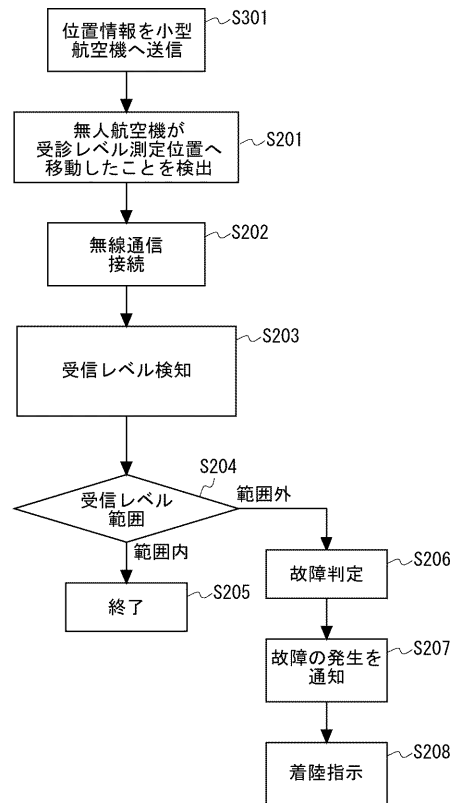 位置情報を小型
航空機へ送信
S301
無人航空機が
受診レベル測定位置へ
移動したことを検出
S201
無線通信
接続
S202
受信レベル検知
S203
受信レベル
範囲
S204
範囲外
範囲内
終了
S205
故障判定
S206
故障の発生を
通知
S207
着陸指示
S208